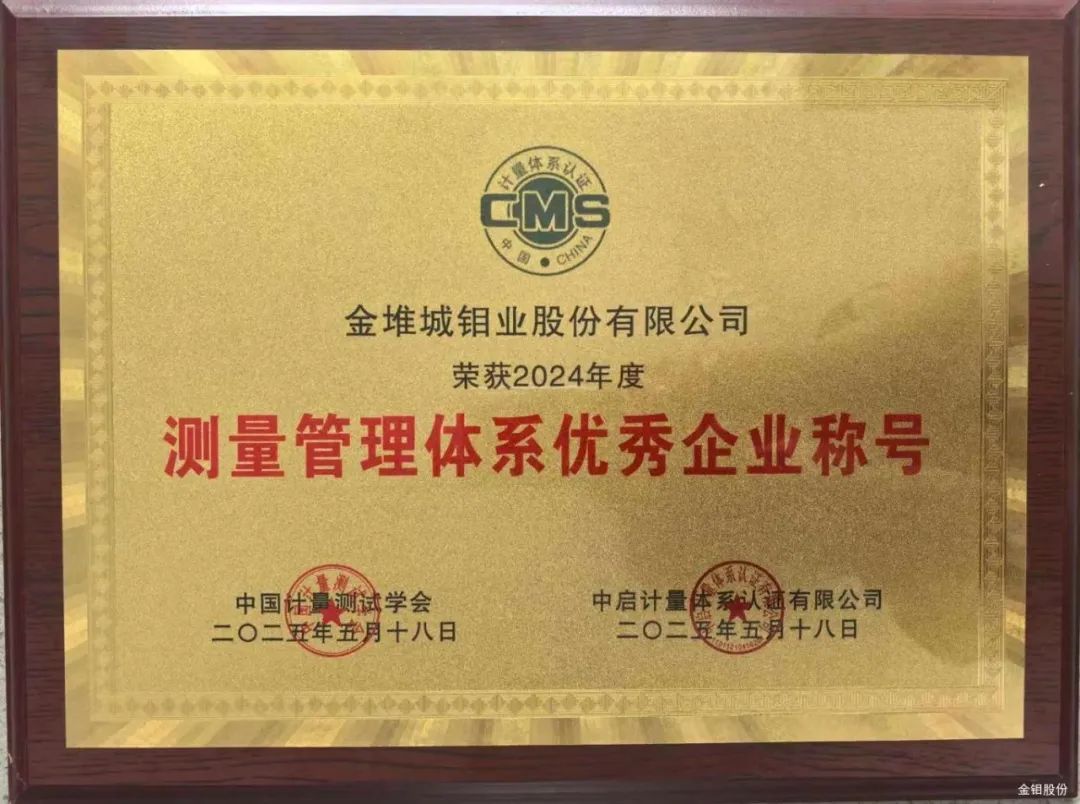 计量体系认证
CMS
中国 CHINA
金堆城钼业股份有限公司
荣获2024年度
测量管理体系优秀企业称号
中国计量测试学会
二〇二五年五月十八日
中启计量体系认证有限公司
二〇二五年五月十八日
金钼股份